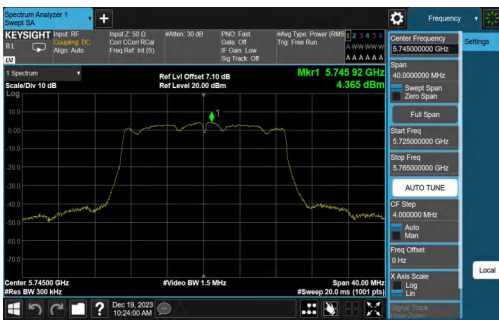 Spectrum Analyzer 1
Swept SA
Frequency
KEYSIGHT
RL
Input: RF
Coupling: DC
Align: Auto
Input Z: 50 Ω
Corr CCorr RCal
Freq Ref: Int (S)
#Atten: 30 dB
PNO: Fast
Gate: Off
IF Gain: Low
Sig Track: Off
#Avg Type: Power (RMS)
Trig: Free Run
1 2 3 4 5 6
A W W W W W
A A A A A A
LV
1 Spectrum
Scale/Div 10 dB
Log
Ref Lvl Offset 7.10 dB
Ref Level 20.00 dBm
Mkr1 5.745 92 GHz
4.365 dBm
1
10.0
0.00
-10.0
-20.0
-30.0
-40.0
-50.0
-60.0
-70.0
Center 5.74500 GHz
#Res BW 300 kHz
#Video BW 1.5 MHz
Span 40.00 MHz
#Sweep 20.0 ms (1001 pts)
Dec 19, 2023
10:24:00 AM
Center Frequency
5.745000000 GHz
Span
40.0000000 MHz
Swept Span
Zero Span
Full Span
Start Freq
5.725000000 GHz
Stop Freq
5.765000000 GHz
AUTO TUNE
CF Step
4.000000 MHz
Auto
Man
Freq Offset
0 Hz
X Axis Scale
Log
Lin
Signal Track
Settings
Local